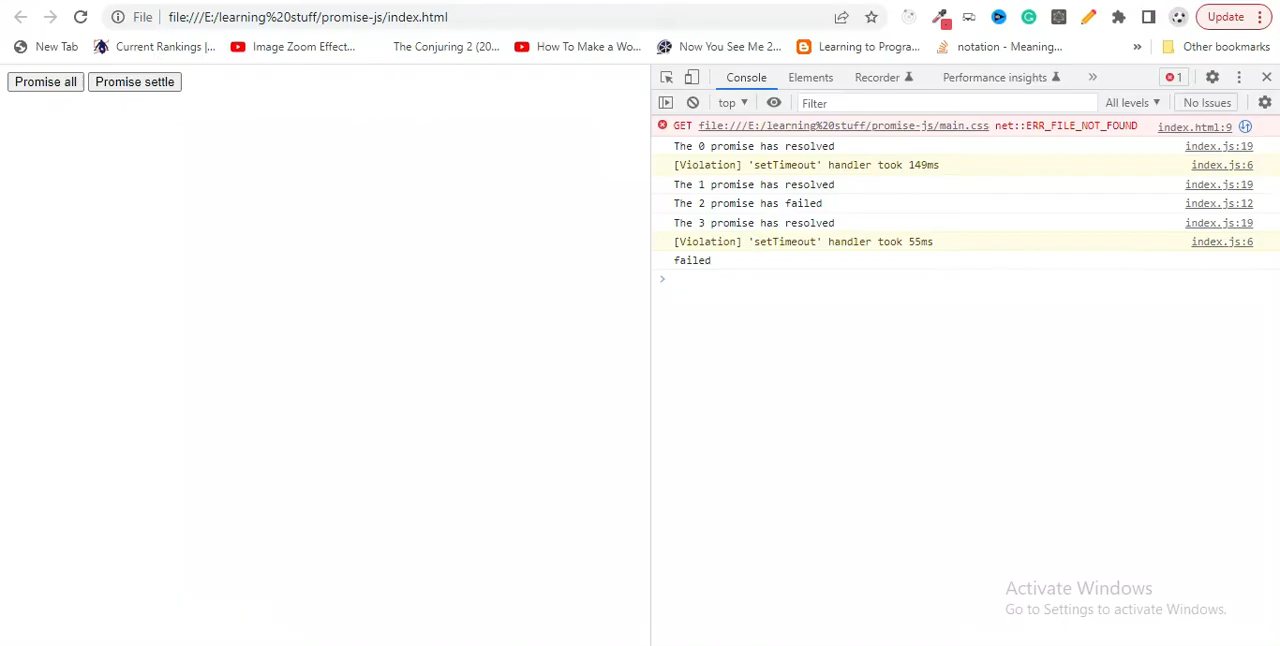 File file:///E:/learning%20stuff/promise-js/index.html Update
New Tab Current Rankings |... Image Zoom Effect... The Conjuring 2 (20... How To Make a Wo... Now You See Me 2... Learning to Progra... notation - Meaning... » Other bookmarks
Promise all Promise settle
Console Elements Recorder Performance insights » 1
top ▼ Filter All levels ▼ No Issues
GET file:///E:/learning%20stuff/promise-js/main.css net::ERR_FILE_NOT_FOUND index.html:9
The 0 promise has resolved index.js:19
[Violation] 'setTimeout' handler took 149ms index.js:6
The 1 promise has resolved index.js:19
The 2 promise has failed index.js:12
The 3 promise has resolved index.js:19
[Violation] 'setTimeout' handler took 55ms index.js:6
failed
>
Activate Windows
Go to Settings to activate Windows.